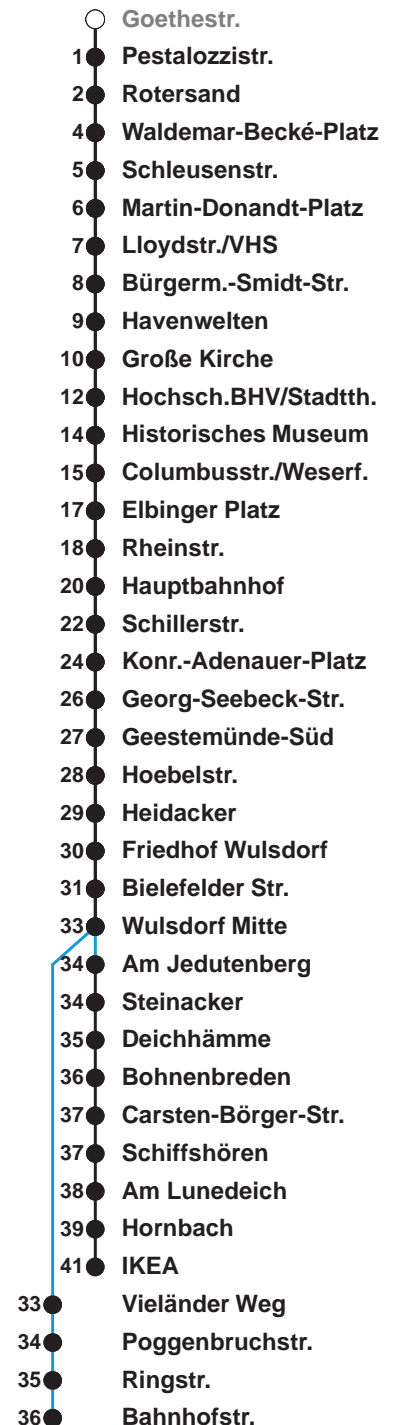 Goethestr.
1 Pestalozzistr.
2 Rotersand
4 Waldemar-Becké-Platz
5 Schleusenstr.
6 Martin-Donandt-Platz
7 Lloydstr./VHS
8 Bürgerm.-Smidt-Str.
9 Havenwelten
10 Große Kirche
12 Hochsch.BHV/Stadtth.
14 Historisches Museum
15 Columbusstr./Weserf.
17 Elbinger Platz
18 Rheinstr.
20 Hauptbahnhof
22 Schillerstr.
24 Konr.-Adenauer-Platz
26 Georg-Seebeck-Str.
27 Geestemünde-Süd
28 Hoebelstr.
29 Heidacker
30 Friedhof Wulsdorf
31 Bielefelder Str.
33 Wulsdorf Mitte
34 Am Jedutenberg
34 Steinacker
35 Deichhämme
36 Bohnenbreden
37 Carsten-Börger-Str.
37 Schiffshören
38 Am Lunedeich
39 Hornbach
41 IKEA
33 Vieländer Weg
34 Poggenbruchstr.
35 Ringstr.
36 Bahnhofstr.